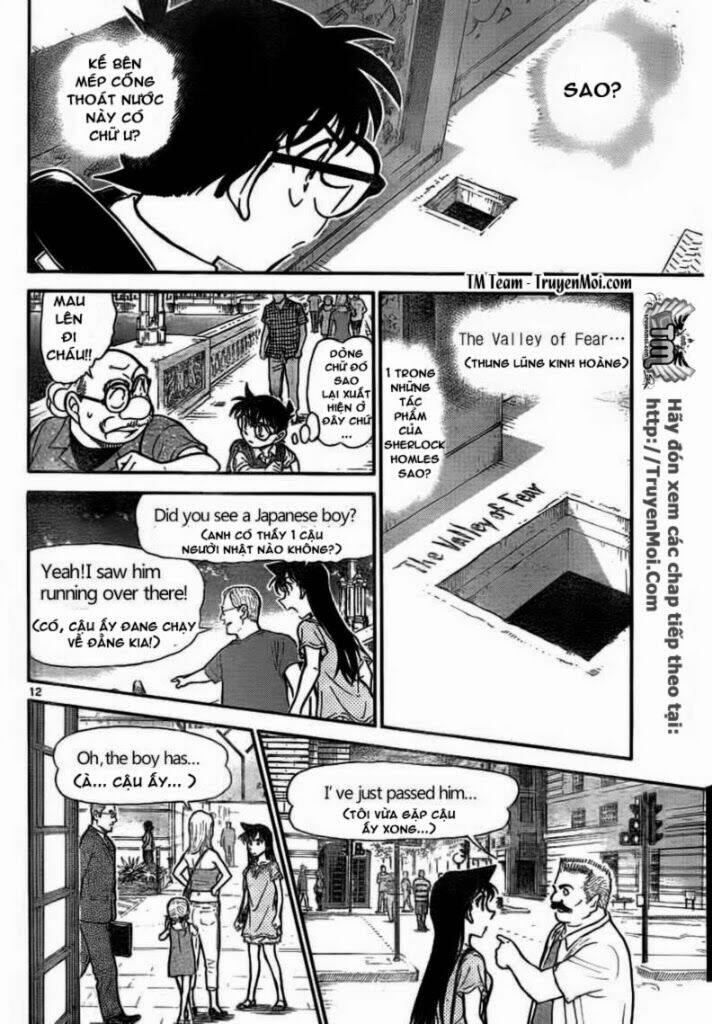 KẾ BÊN
MÉP CỐNG
THOÁT NƯỚC
NÀY CÓ
CHỮ Ư?
SAO?
TM Team - TruyenMoi.com
MAU
LÊN
ĐI
CHÁU!!
DÒNG
CHỮ ĐÓ
SAO
LẠI XUẤT
HIỆN Ở
ĐÂY CHỨ
...
The Valley of Fear...
(THUNG LŨNG KINH HOÀNG)
1 TRONG
NHỮNG
TÁC
PHẨM
CỦA
SHERLOCK
HOMLES
SAO?
The Valley of Fear
TM
Hãy đón xem các chap tiếp theo tại:
http://TruyenMoi.Com
Did you see a Japanese boy?
(ANH CÓ THẤY 1 CẬU
NGƯỜI NHẬT NÀO KHÔNG?)
Yeah!I saw him
running over there!
(CÓ, CẬU ẤY ĐANG CHẠY
VỀ ĐẰNG KIA!)
12
Oh, the boy has...
(À... CẬU ẤY... )
I've just passed him...
(TÔI VỪA GẶP CẬU
ẤY XONG...)